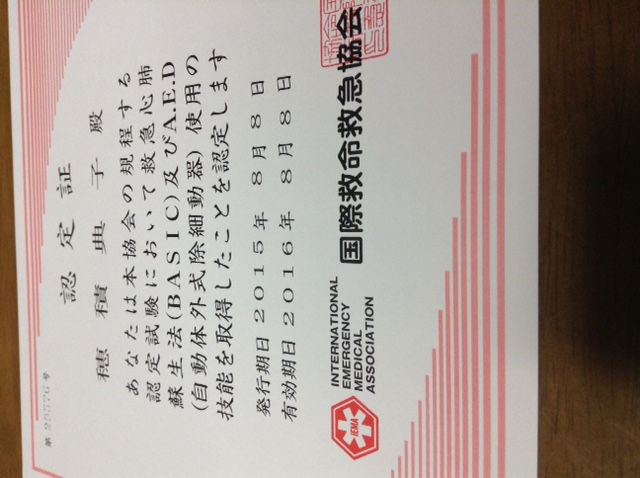 認定証
穂積典子 殿
あなたは本協会の規程する
認定試験において救急心肺
蘇生法(BASIC)及びA.E.D
(自動体外式除細動器) 使用の
技能を取得したことを認定します
発行期日 2015年 8月8日
有効期日 2016年 8月8日
INTERNATIONAL
EMERGENCY
MEDICAL
ASSOCIATION
国際救命救急協会
IEMA